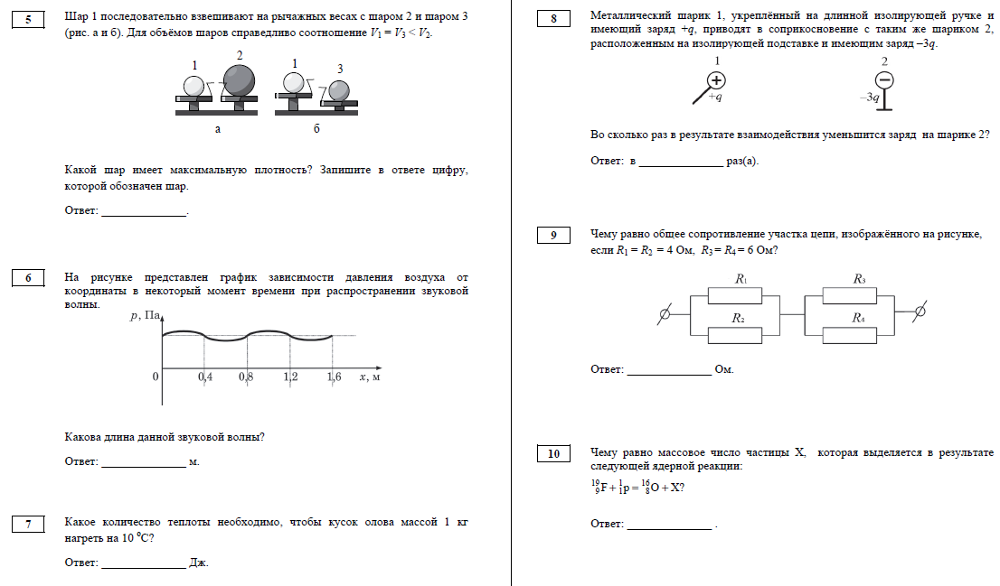 5
Шар 1 последовательно взвешивают на рычажных весах с шаром 2 и шаром 3
(рис. а и б). Для объёмов шаров справедливо соотношение V1 = V3 < V2.
1 2 1 3
а б
Какой шар имеет максимальную плотность? Запишите в ответе цифру,
которой обозначен шар.
Ответ: _______________.
6
На рисунке представлен график зависимости давления воздуха от
координаты в некоторый момент времени при распространении звуковой
волны.
p, Па
0 0,4 0,8 1,2 1,6 x, м
Какова длина данной звуковой волны?
Ответ: _______________ м.
7
Какое количество теплоты необходимо, чтобы кусок олова массой 1 кг
нагреть на 10 ⁰С?
Ответ: _______________ Дж.
8
Металлический шарик 1, укреплённый на длинной изолирующей ручке и
имеющий заряд +q, приводят в соприкосновение с таким же шариком 2,
расположенным на изолирующей подставке и имеющим заряд –3q.
1 2
+ −
+q –3q
Во сколько раз в результате взаимодействия уменьшится заряд на шарике 2?
Ответ: в _______________ раз(а).
9
Чему равно общее сопротивление участка цепи, изображённого на рисунке,
если R1 = R2 = 4 Ом, R3 = R4 = 6 Ом?
R1 R3
R2 R4
Ответ: _______________ Ом.
10
Чему равно массовое число частицы X, которая выделяется в результате
следующей ядерной реакции:
¹⁹₉F + ¹₁p = ¹⁶₈O + X?
Ответ: _______________ .